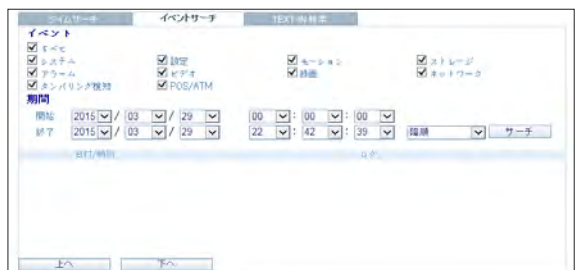 タイムサーチ イベントサーチ TEXT-IN 検索
イベント
すべて
システム 設定 モーション ストレージ
アラーム ビデオ 録画 ネットワーク
タンパリング検知 POS/ATM
期間
開始 2015 / 03 / 29 00 : 00 : 00
終了 2015 / 03 / 29 22 : 42 : 39 降順 サーチ
日付/時刻 ログ
上へ 下へ